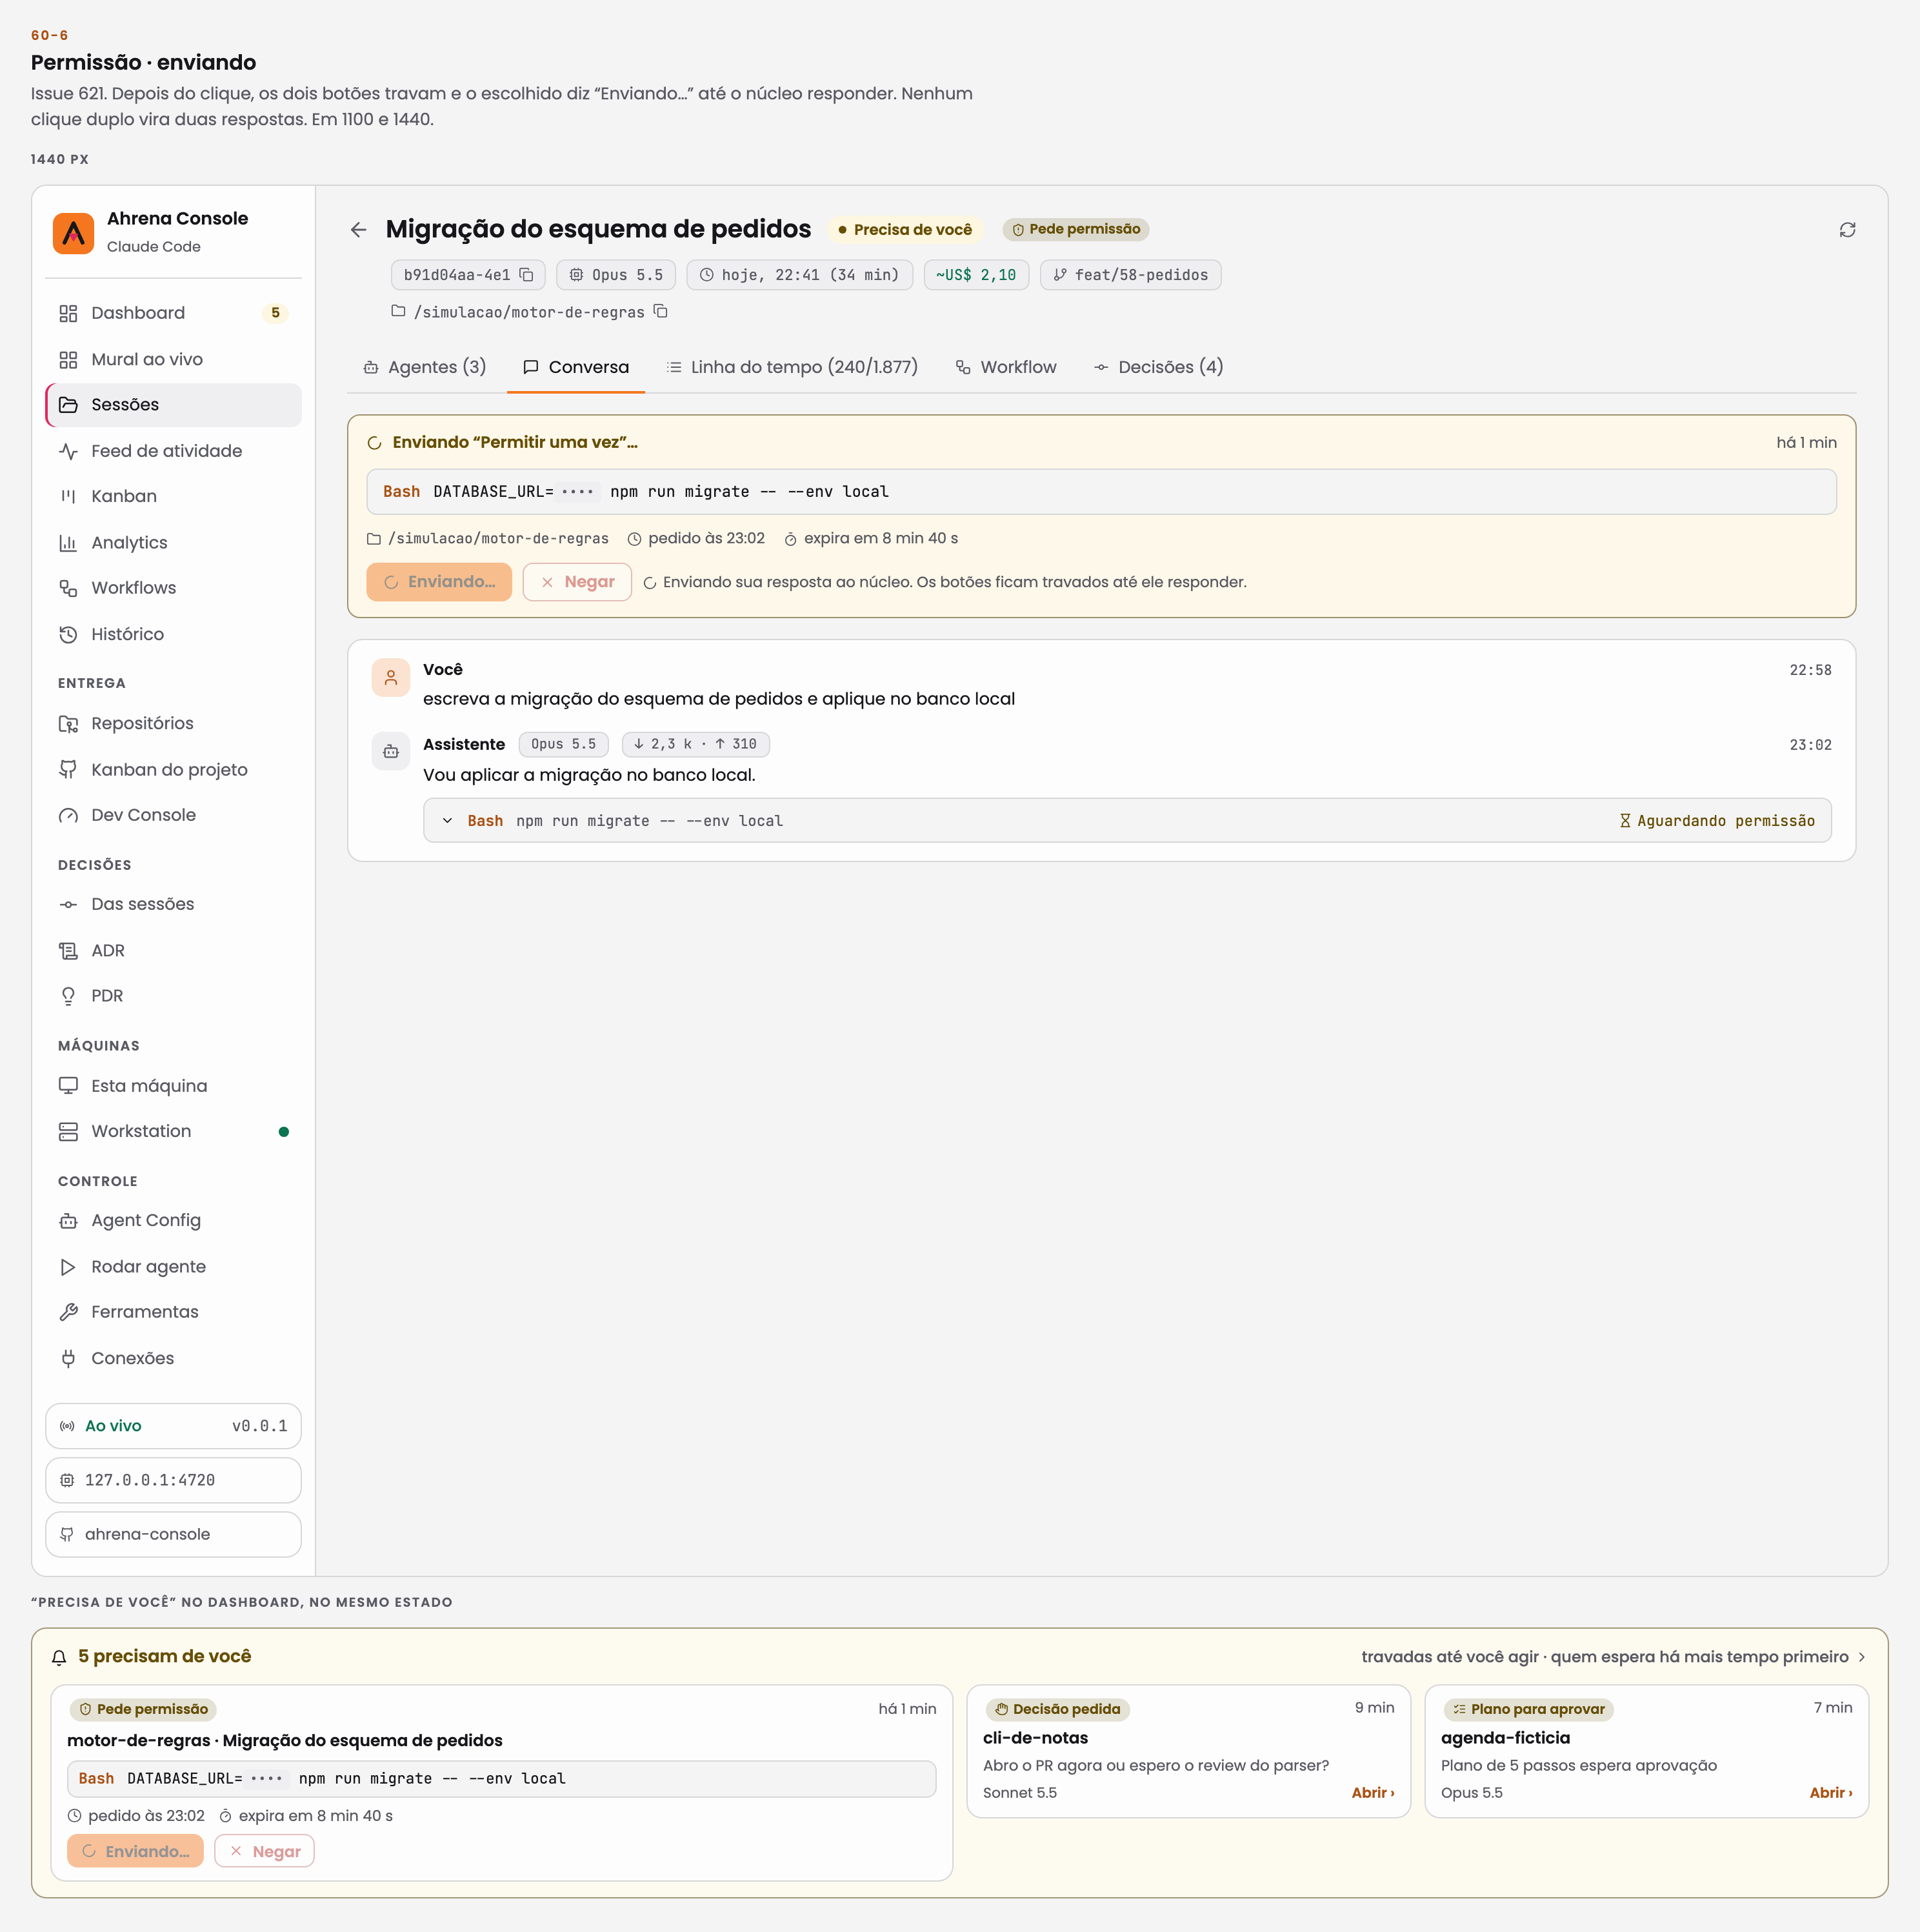 60-6
Permissão · enviando
Issue 621. Depois do clique, os dois botões travam e o escolhido diz “Enviando…” até o núcleo responder. Nenhum
clique duplo vira duas respostas. Em 1100 e 1440.
1440 PX
Ahrena Console
Claude Code
Dashboard 5
Mural ao vivo
Sessões
Feed de atividade
Kanban
Analytics
Workflows
Histórico
ENTREGA
Repositórios
Kanban do projeto
Dev Console
DECISÕES
Das sessões
ADR
PDR
MÁQUINAS
Esta máquina
Workstation
CONTROLE
Agent Config
Rodar agente
Ferramentas
Conexões
Ao vivo v0.0.1
127.0.0.1:4720
ahrena-console
Migração do esquema de pedidos Precisa de você Pede permissão
b91d04aa-4e1 Opus 5.5 hoje, 22:41 (34 min) ~US$ 2,10 feat/58-pedidos
/simulacao/motor-de-regras
Agentes (3) Conversa Linha do tempo (240/1.877) Workflow Decisões (4)
Enviando “Permitir uma vez”… há 1 min
Bash DATABASE_URL= •••• npm run migrate -- --env local
/simulacao/motor-de-regras pedido às 23:02 expira em 8 min 40 s
Enviando… Negar Enviando sua resposta ao núcleo. Os botões ficam travados até ele responder.
Você 22:58
escreva a migração do esquema de pedidos e aplique no banco local
Assistente Opus 5.5 ↓ 2,3 k · ↑ 310 23:02
Vou aplicar a migração no banco local.
Bash npm run migrate -- --env local Aguardando permissão
“PRECISA DE VOCÊ” NO DASHBOARD, NO MESMO ESTADO
5 precisam de você travadas até você agir · quem espera há mais tempo primeiro ›
Pede permissão há 1 min
motor-de-regras · Migração do esquema de pedidos
Bash DATABASE_URL= •••• npm run migrate -- --env local
pedido às 23:02 expira em 8 min 40 s
Enviando… Negar
Decisão pedida 9 min
cli-de-notas
Abro o PR agora ou espero o review do parser?
Sonnet 5.5 Abrir ›
Plano para aprovar 7 min
agenda-ficticia
Plano de 5 passos espera aprovação
Opus 5.5 Abrir ›